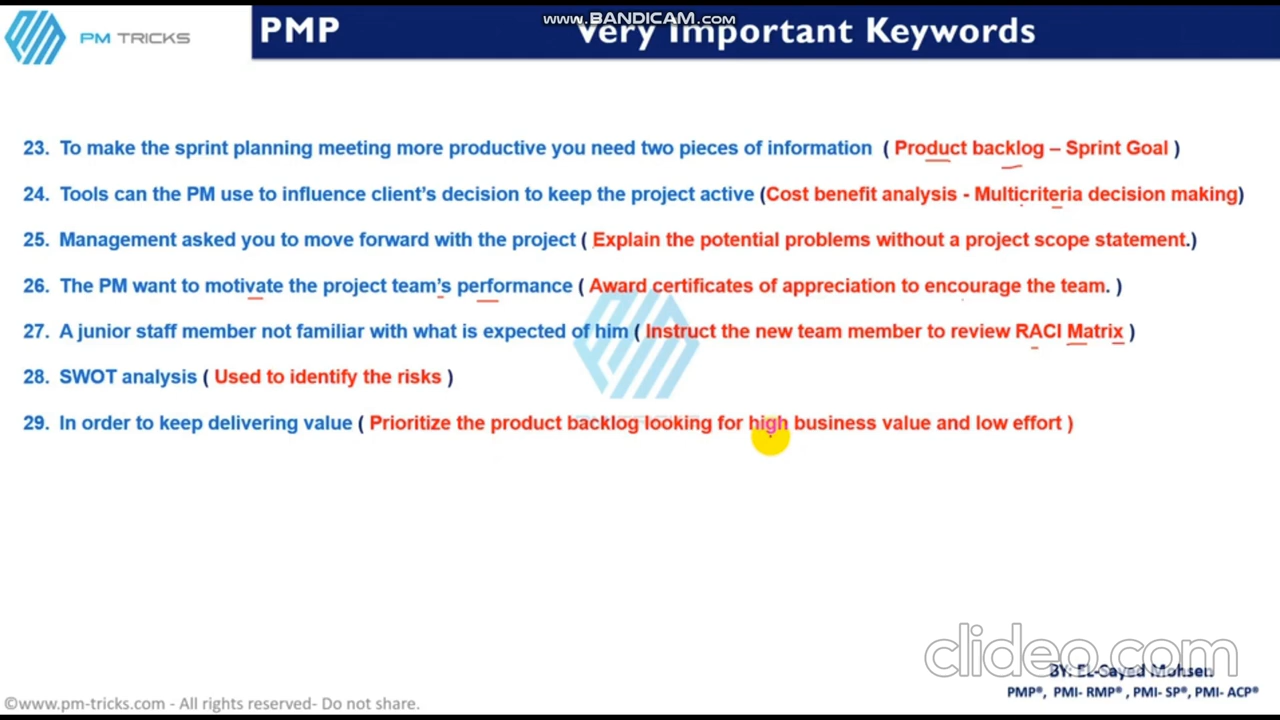 www.BANDICAM.com
PM TRICKS
PMP Very Important Keywords
23. To make the sprint planning meeting more productive you need two pieces of information ( Product backlog – Sprint Goal )
24. Tools can the PM use to influence client's decision to keep the project active (Cost benefit analysis - Multicriteria decision making)
25. Management asked you to move forward with the project ( Explain the potential problems without a project scope statement.)
26. The PM want to motivate the project team's performance ( Award certificates of appreciation to encourage the team. )
27. A junior staff member not familiar with what is expected of him ( Instruct the new team member to review RACI Matrix )
28. SWOT analysis ( Used to identify the risks )
29. In order to keep delivering value ( Prioritize the product backlog looking for high business value and low effort )
clideo.com
BY: EL-Sayed Mohsen
PMP®, PMI- RMP® , PMI- SP®, PMI- ACP®
©www.pm-tricks.com - All rights reserved- Do not share.